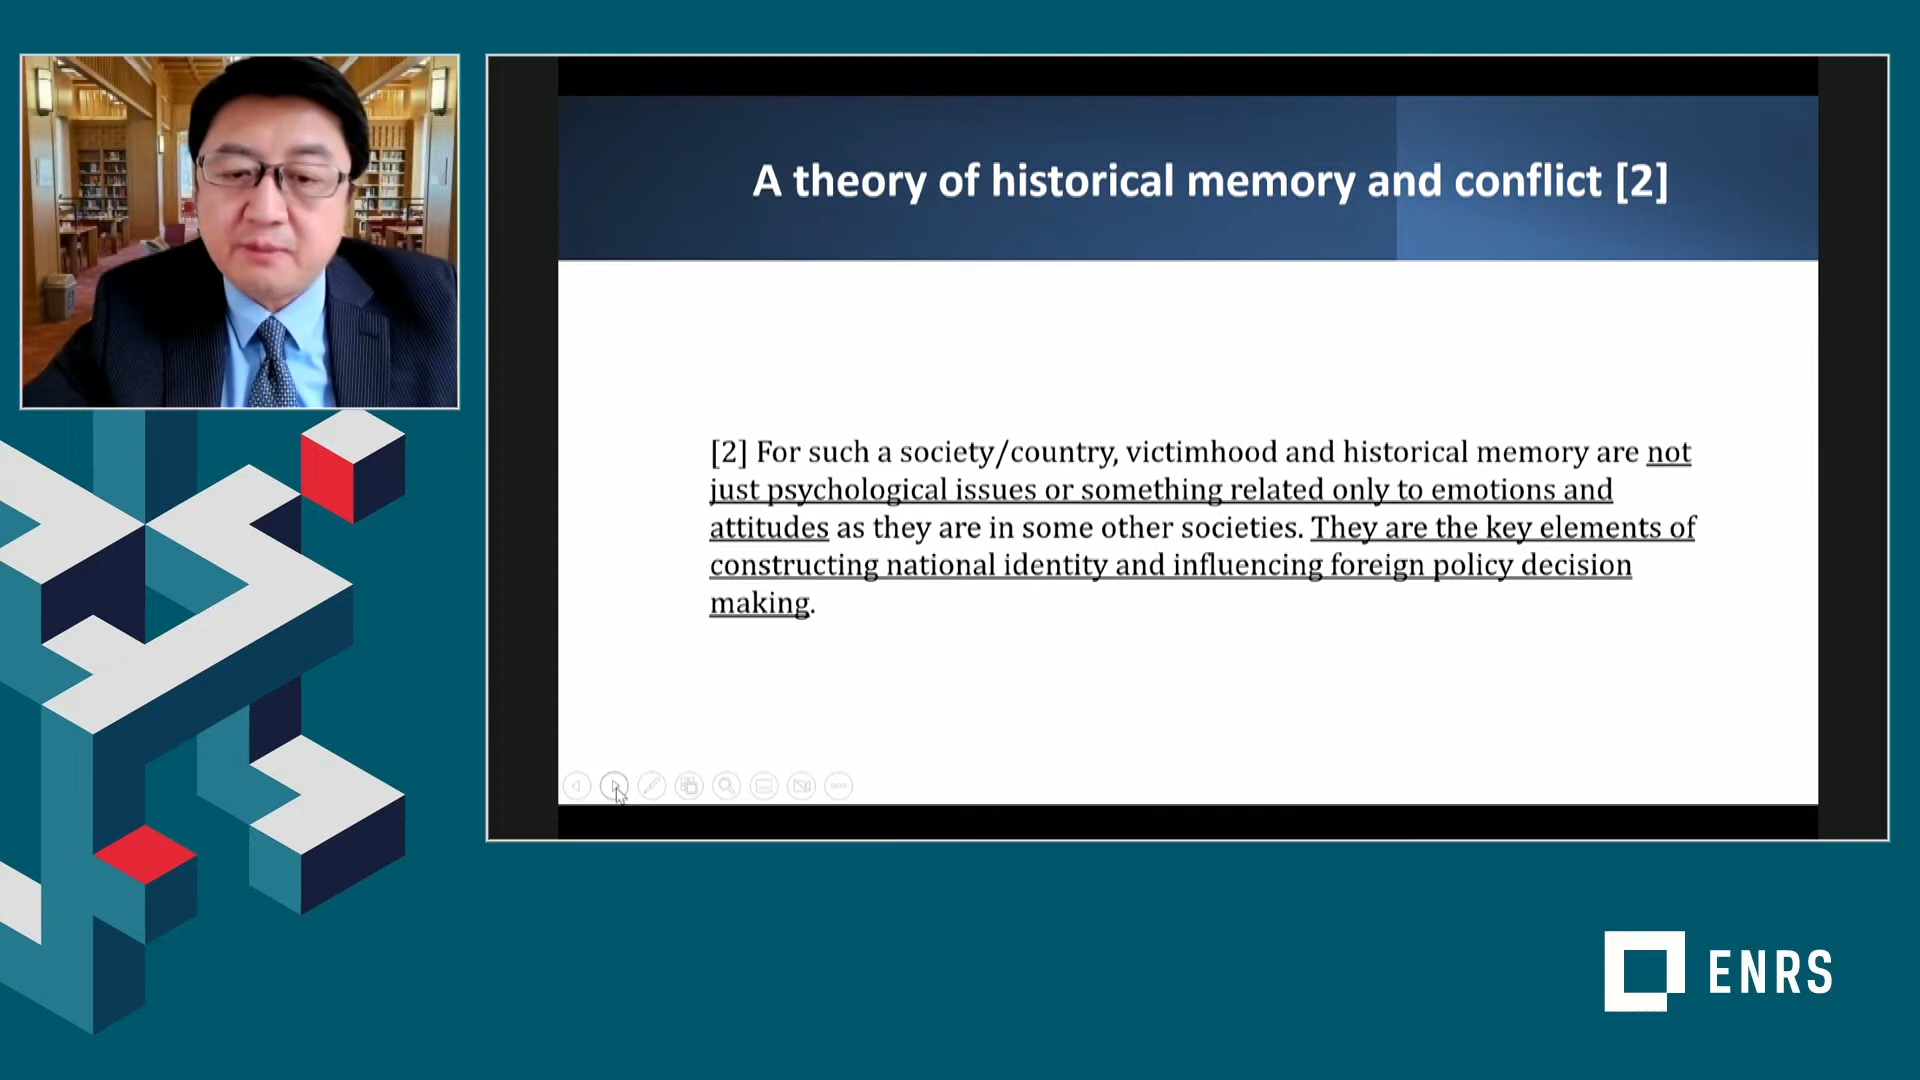 A theory of historical memory and conflict [2]
[2] For such a society/country, victimhood and historical memory are not
just psychological issues or something related only to emotions and
attitudes as they are in some other societies. They are the key elements of
constructing national identity and influencing foreign policy decision
making.
ENRS